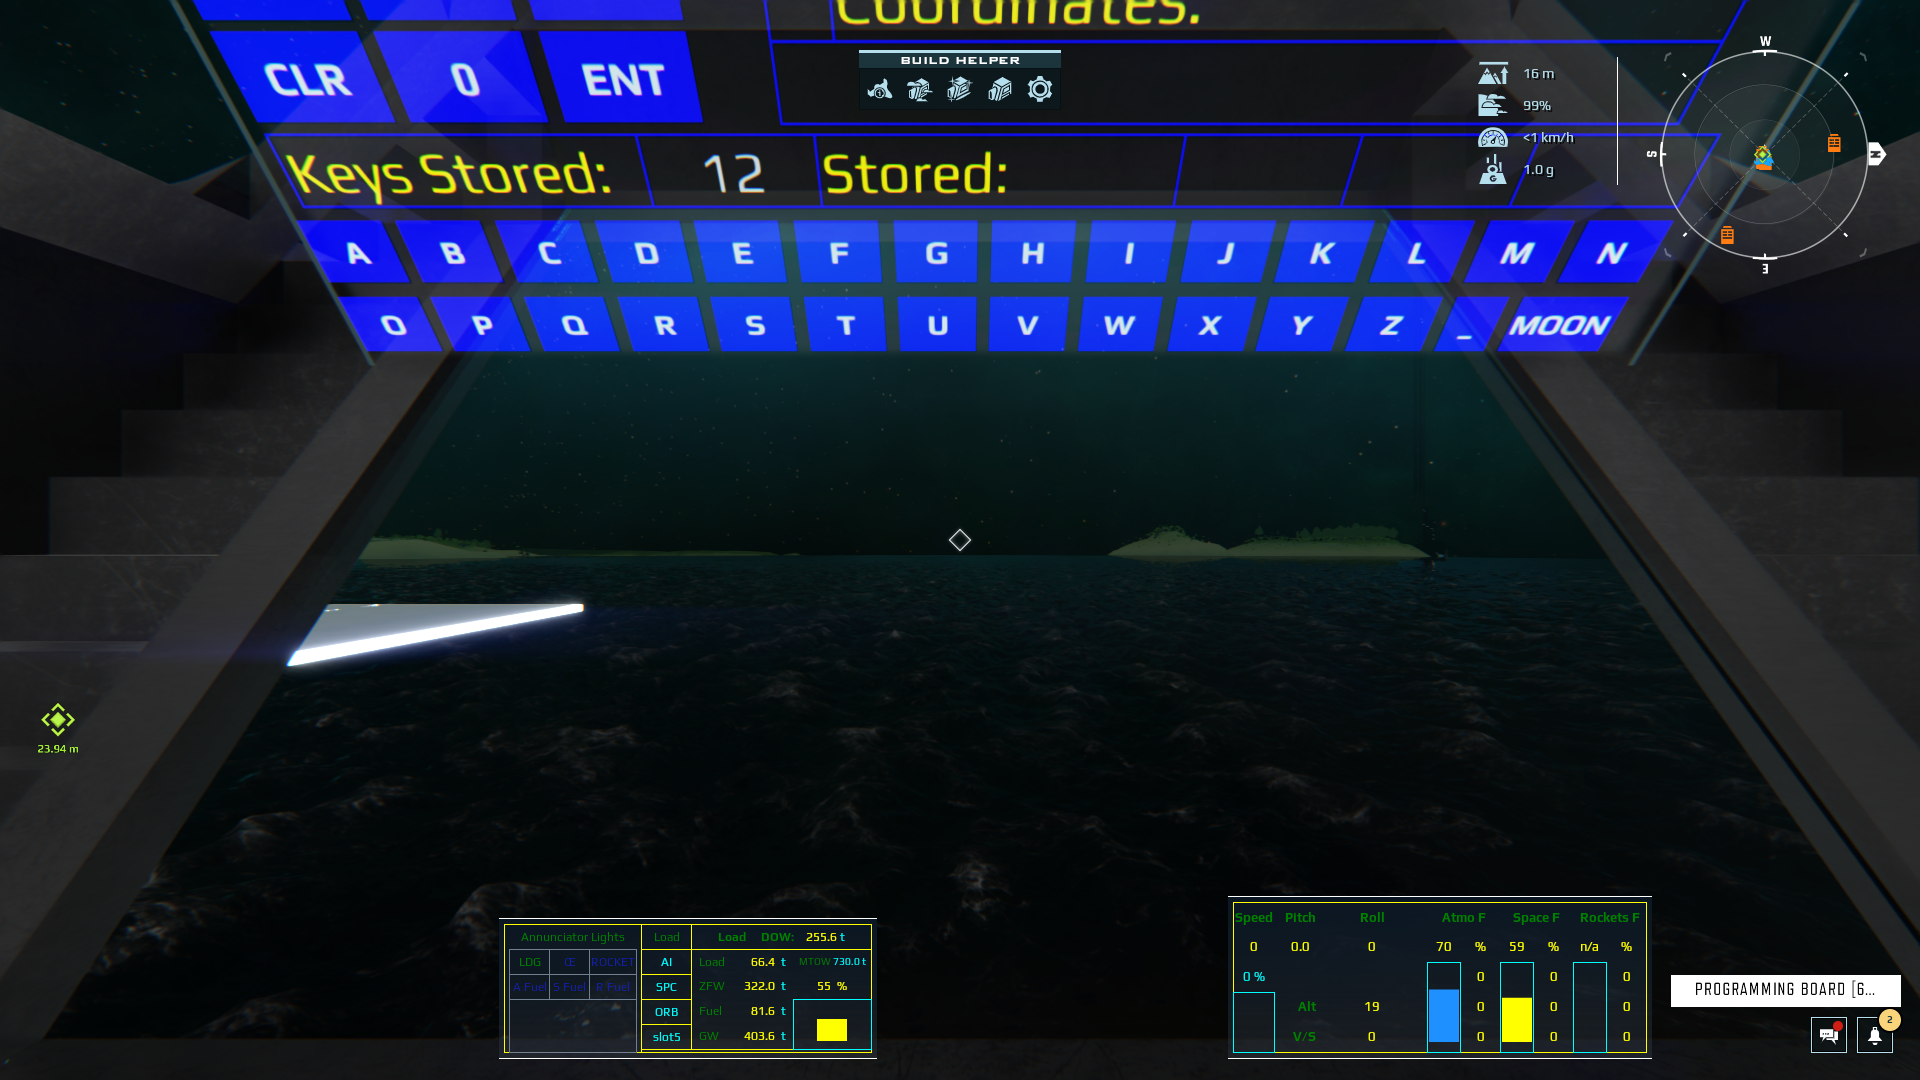 Coordinates:
CLR 0 ENT
BUILD HELPER
W
16 m
99%
<1 km/h
1.0 g
S N
E
Keys Stored: 12 Stored:
A B C D E F G H I J K L M N
O P Q R S T U V W X Y Z _ MOON
23.94 m
Annunciator Lights Load Load DOW: 255.6 t
LDG ROCKET AI Load 66.4 t MTOW 730.0 t
A Fuel S Fuel R Fuel SPC ZFW 322.0 t 55 %
ORB Fuel 81.6 t
slot5 GW 403.6 t
Speed Pitch Roll Atmo F Space F Rockets F
0 0.0 0 70 % 59 % n/a %
0 % 0 0 0
Alt 19 0 0 0
V/S 0 0 0 0
PROGRAMMING BOARD [6...
2